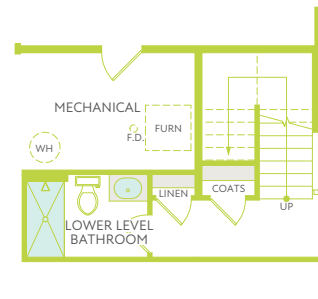 MECHANICAL
F.D.
FURN
WH
LINEN
COATS
UP
LOWER LEVEL
BATHROOM